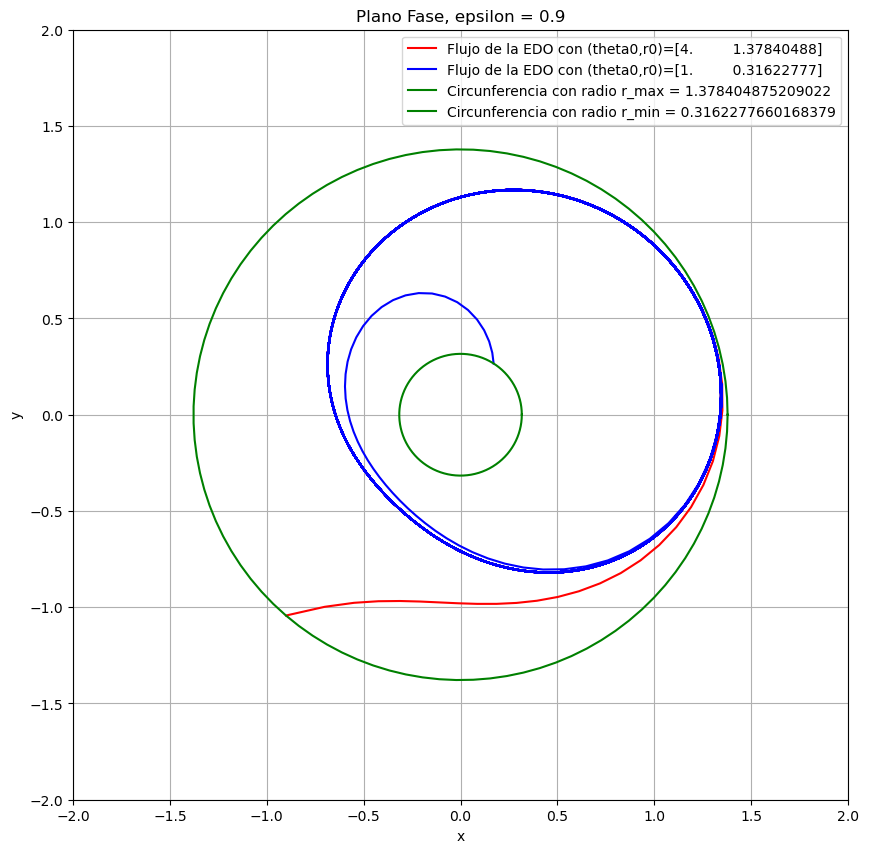 Plano Fase, epsilon = 0.9
Flujo de la EDO con (theta0,r0)=[4. 1.37840488]
Flujo de la EDO con (theta0,r0)=[1. 0.31622777]
Circunferencia con radio r_max = 1.378404875209022
Circunferencia con radio r_min = 0.3162277660168379
2.0
1.5
1.0
0.5
0.0
−0.5
−1.0
−1.5
−2.0
y
−2.0 −1.5 −1.0 −0.5 0.0 0.5 1.0 1.5 2.0
x